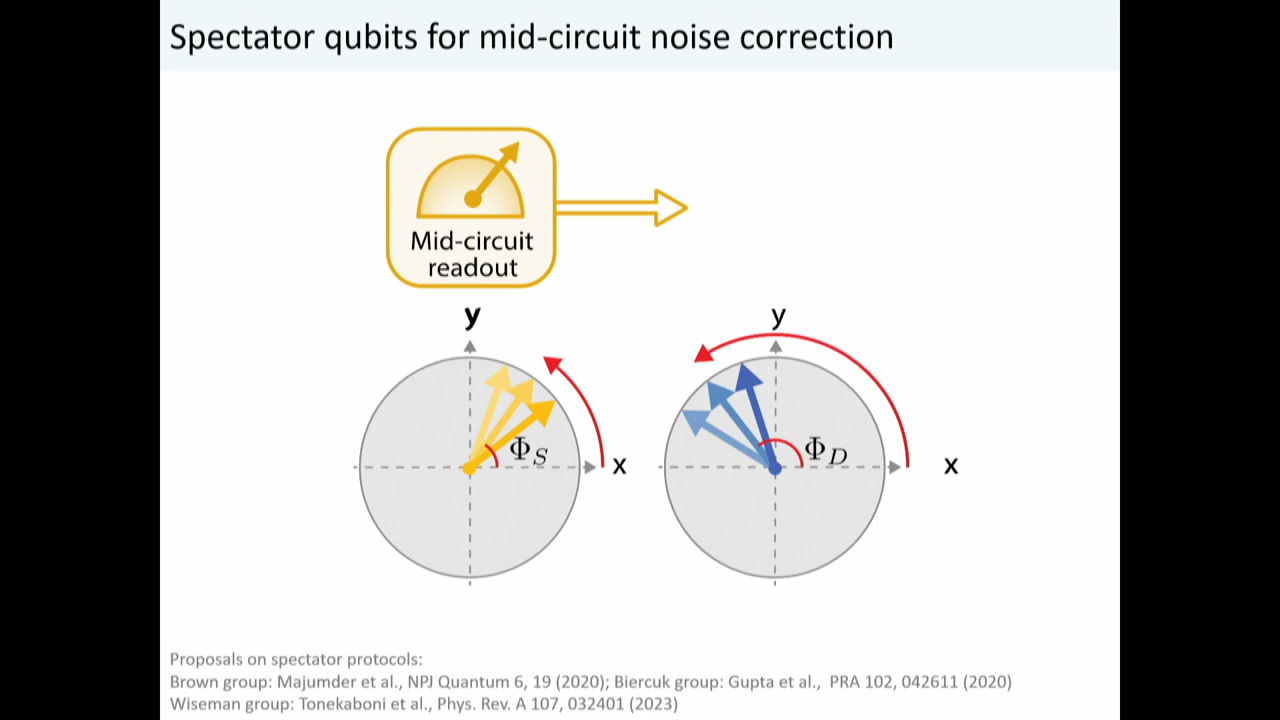 Spectator qubits for mid-circuit noise correction
Mid-circuit
readout
y
y
Φ_S
x
Φ_D
x
Proposals on spectator protocols:
Brown group: Majumder et al., NPJ Quantum 6, 19 (2020); Biercuk group: Gupta et al., PRA 102, 042611 (2020)
Wiseman group: Tonekaboni et al., Phys. Rev. A 107, 032401 (2023)